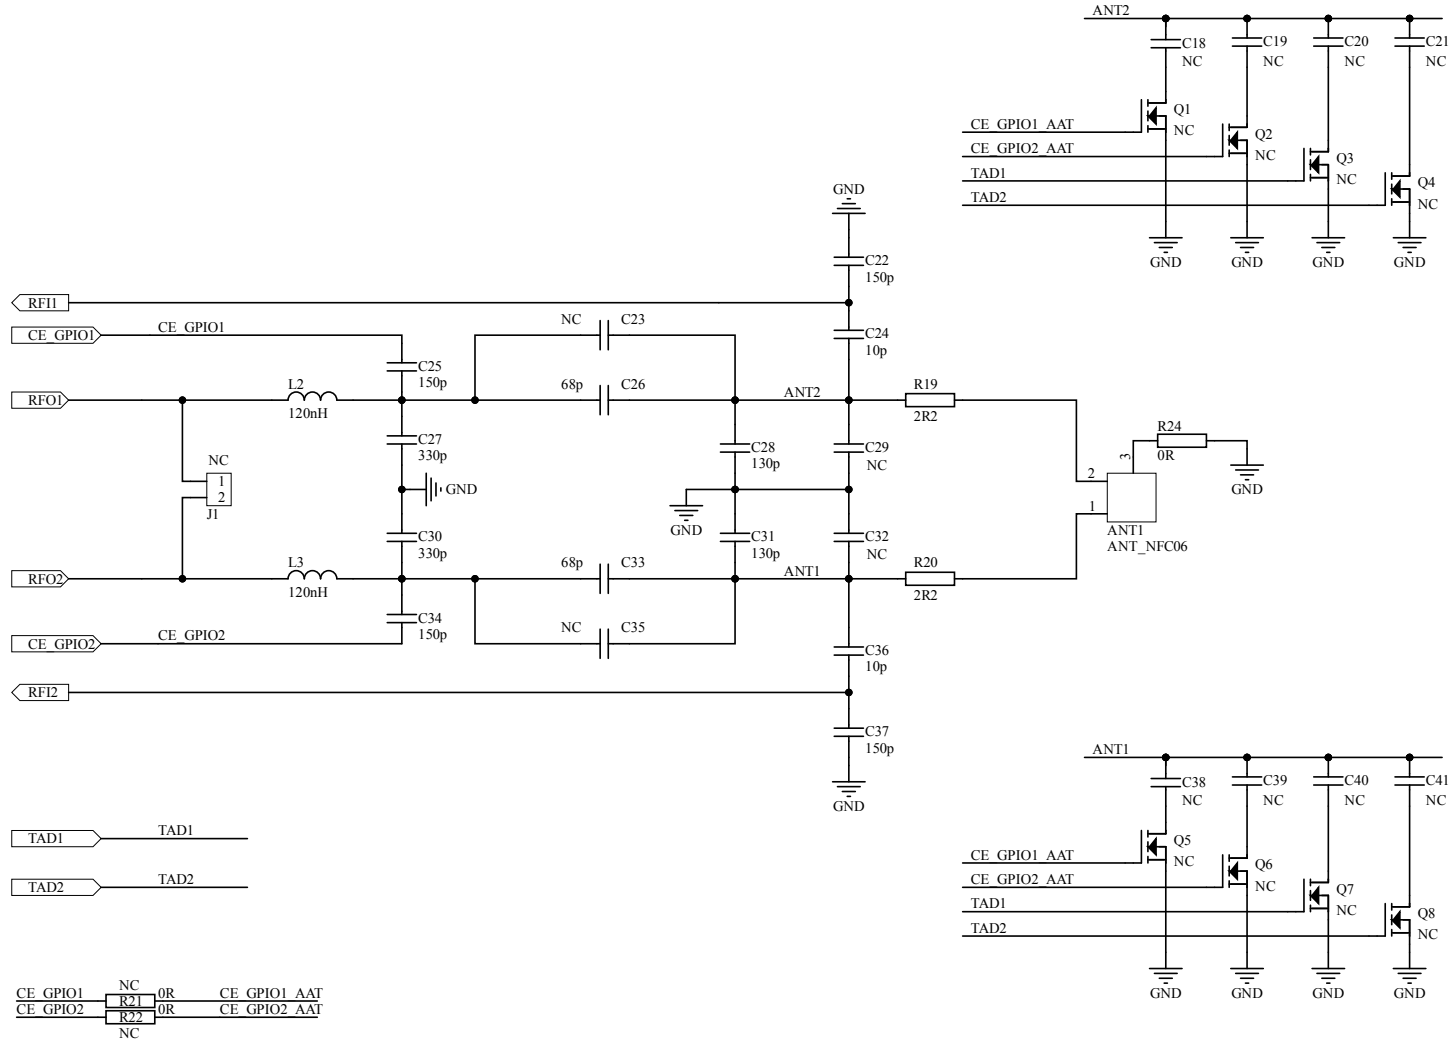 ANT2
C18
NC
C19
NC
C20
NC
C21
NC
CE_GPIO1_AAT
Q1
NC
CE_GPIO2_AAT
Q2
NC
TAD1
Q3
NC
TAD2
Q4
NC
GND
GND
GND
GND
GND
C22
150p
RFI1
CE_GPIO1
CE_GPIO1
NC
C23
C24
10p
C25
150p
RFO1
L2
120nH
68p
C26
ANT2
R19
2R2
C27
330p
C28
130p
C29
NC
R24
0R
3
GND
NC
1
2
J1
GND
GND
2
1
ANT1
ANT_NFC06
C30
330p
C31
130p
C32
NC
RFO2
L3
120nH
68p
C33
ANT1
R20
2R2
C34
150p
CE_GPIO2
CE_GPIO2
NC
C35
C36
10p
RFI2
C37
150p
GND
ANT1
C38
NC
C39
NC
C40
NC
C41
NC
CE_GPIO1_AAT
Q5
NC
CE_GPIO2_AAT
Q6
NC
TAD1
Q7
NC
TAD2
Q8
NC
GND
GND
GND
GND
TAD1
TAD1
TAD2
TAD2
NC
CE_GPIO1
R21
0R
CE_GPIO1_AAT
CE_GPIO2
R22
0R
CE_GPIO2_AAT
NC